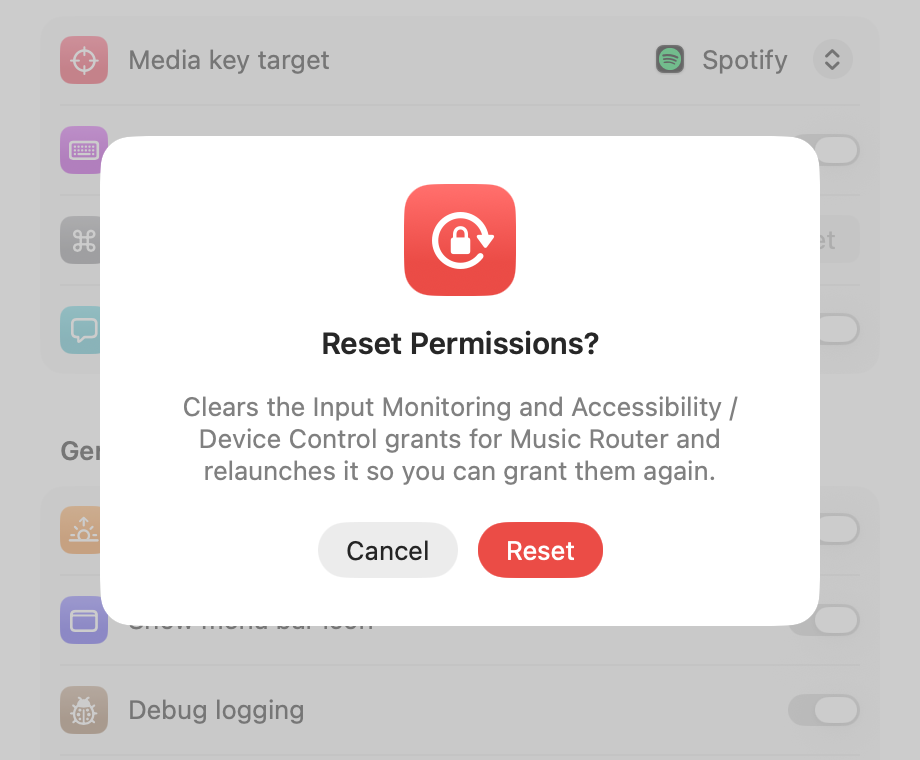 Media key target
Spotify
Reset Permissions?
Clears the Input Monitoring and Accessibility /
Device Control grants for Music Router and
relaunches it so you can grant them again.
Cancel
Reset
Debug logging